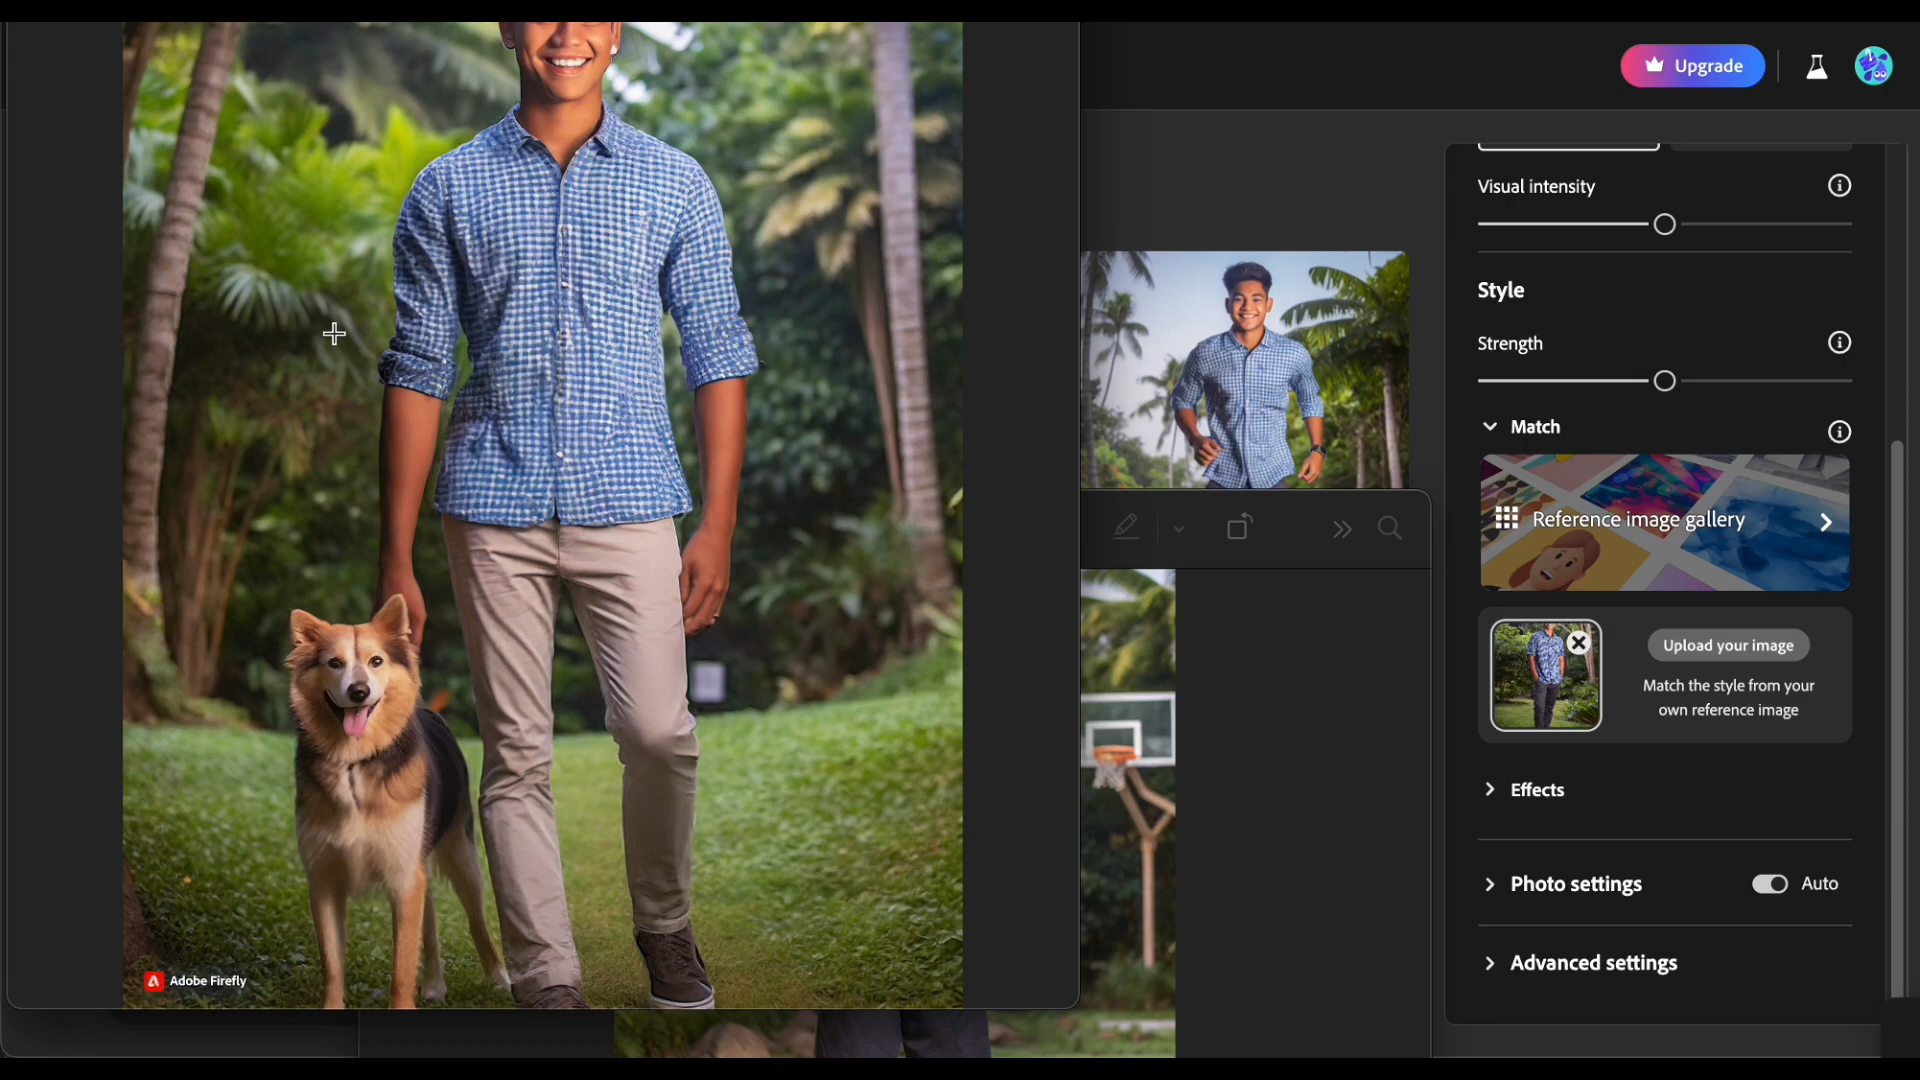 Upgrade
Visual intensity
Style
Strength
Match
Reference image gallery
Upload your image
Match the style from your
own reference image
Effects
Photo settings
Auto
Advanced settings
Adobe Firefly